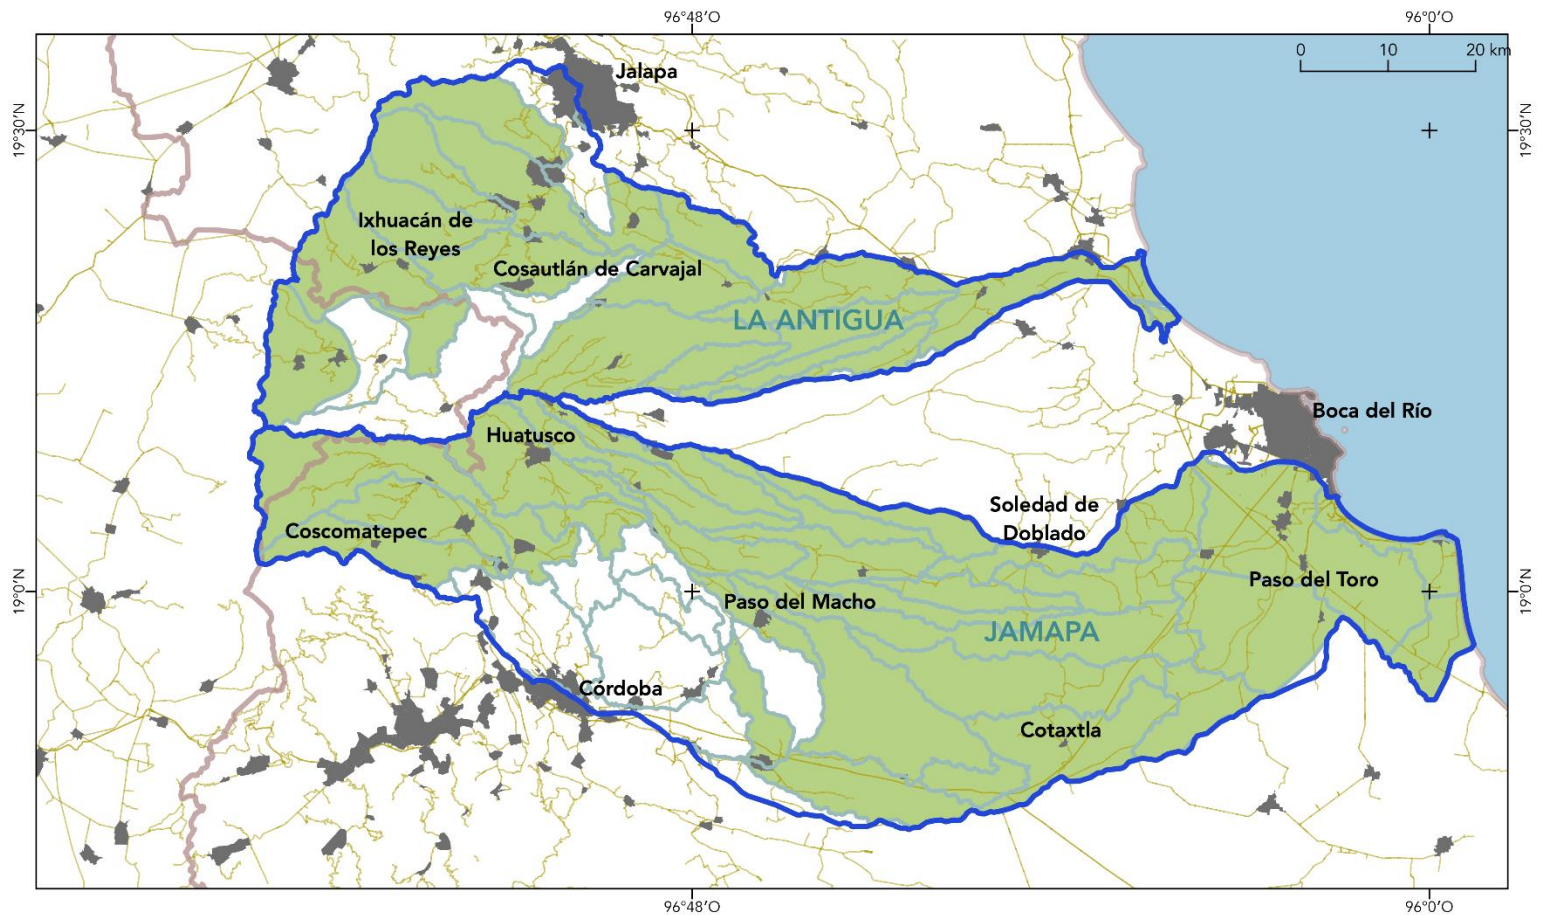 96°48'O
96°0'O
0
10
20 km
Jalapa
19°30'N
19°30'N
Ixhuacán de
los Reyes
Cosautlán de Carvajal
LA ANTIGUA
Boca del Río
Huatusco
Soledad de
Doblado
Coscomatepec
Paso del Toro
19°0'N
19°0'N
Paso del Macho
JAMAPA
Córdoba
Cotaxtla
96°48'O
96°0'O